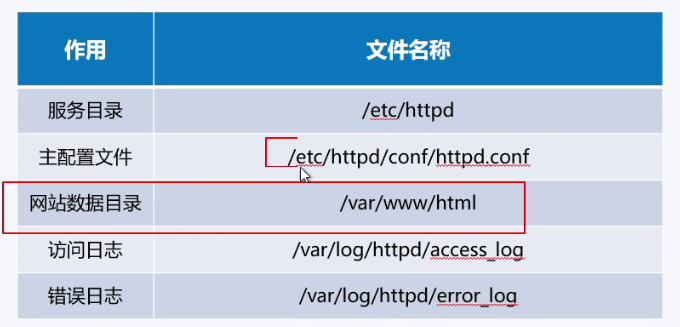 作用 文件名称
服务目录 /etc/httpd
主配置文件 /etc/httpd/conf/httpd.conf
网站数据目录 /var/www/html
访问日志 /var/log/httpd/access_log
错误日志 /var/log/httpd/error_log